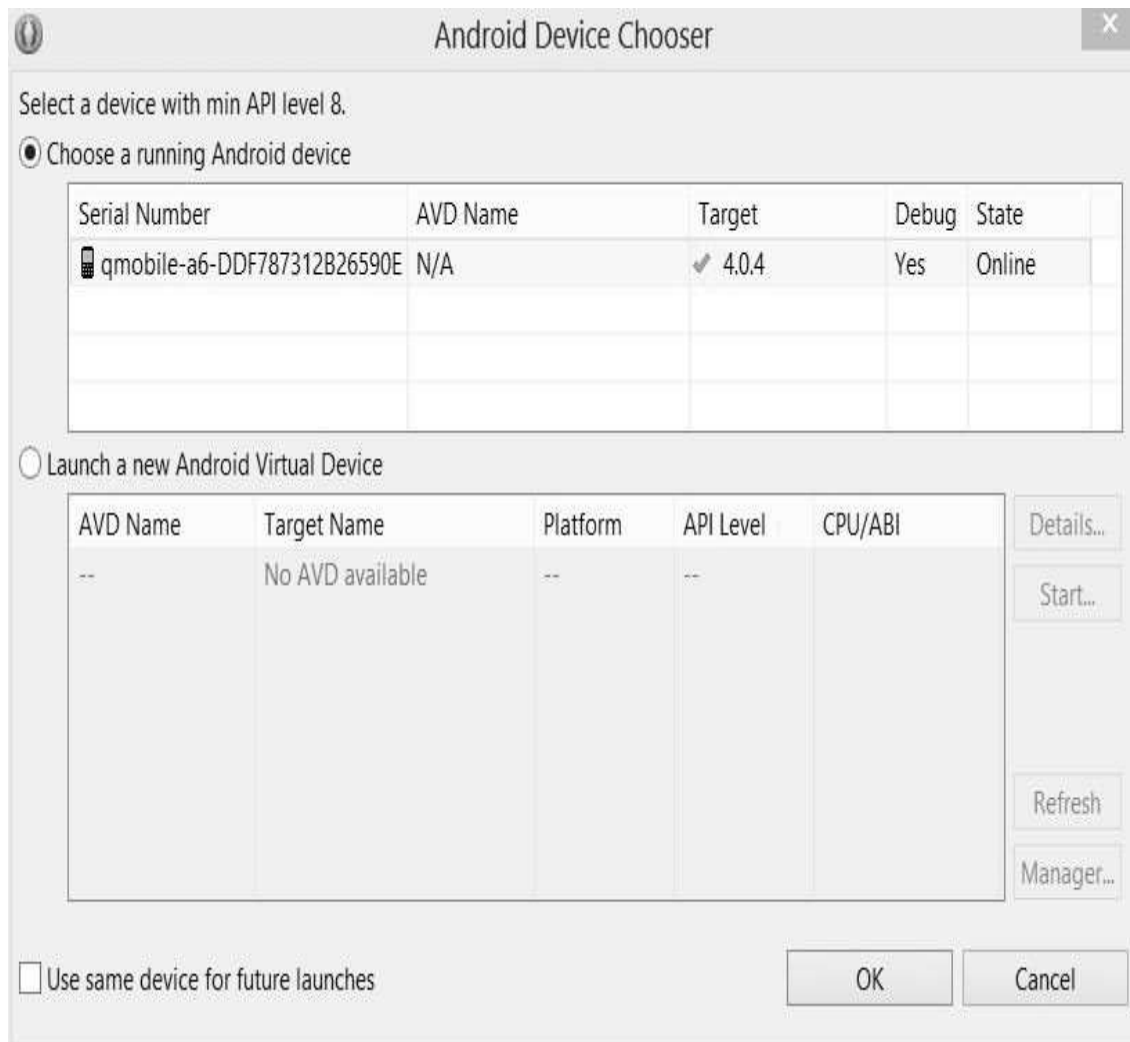 Android Device Chooser
X
Select a device with min API level 8.
Choose a running Android device
Serial Number AVD Name Target Debug State
qmobile-a6-DDF787312B26590E N/A 4.0.4 Yes Online
Launch a new Android Virtual Device
AVD Name Target Name Platform API Level CPU/ABI
-- No AVD available -- --
Details...
Start...
Refresh
Manager...
Use same device for future launches
OK Cancel